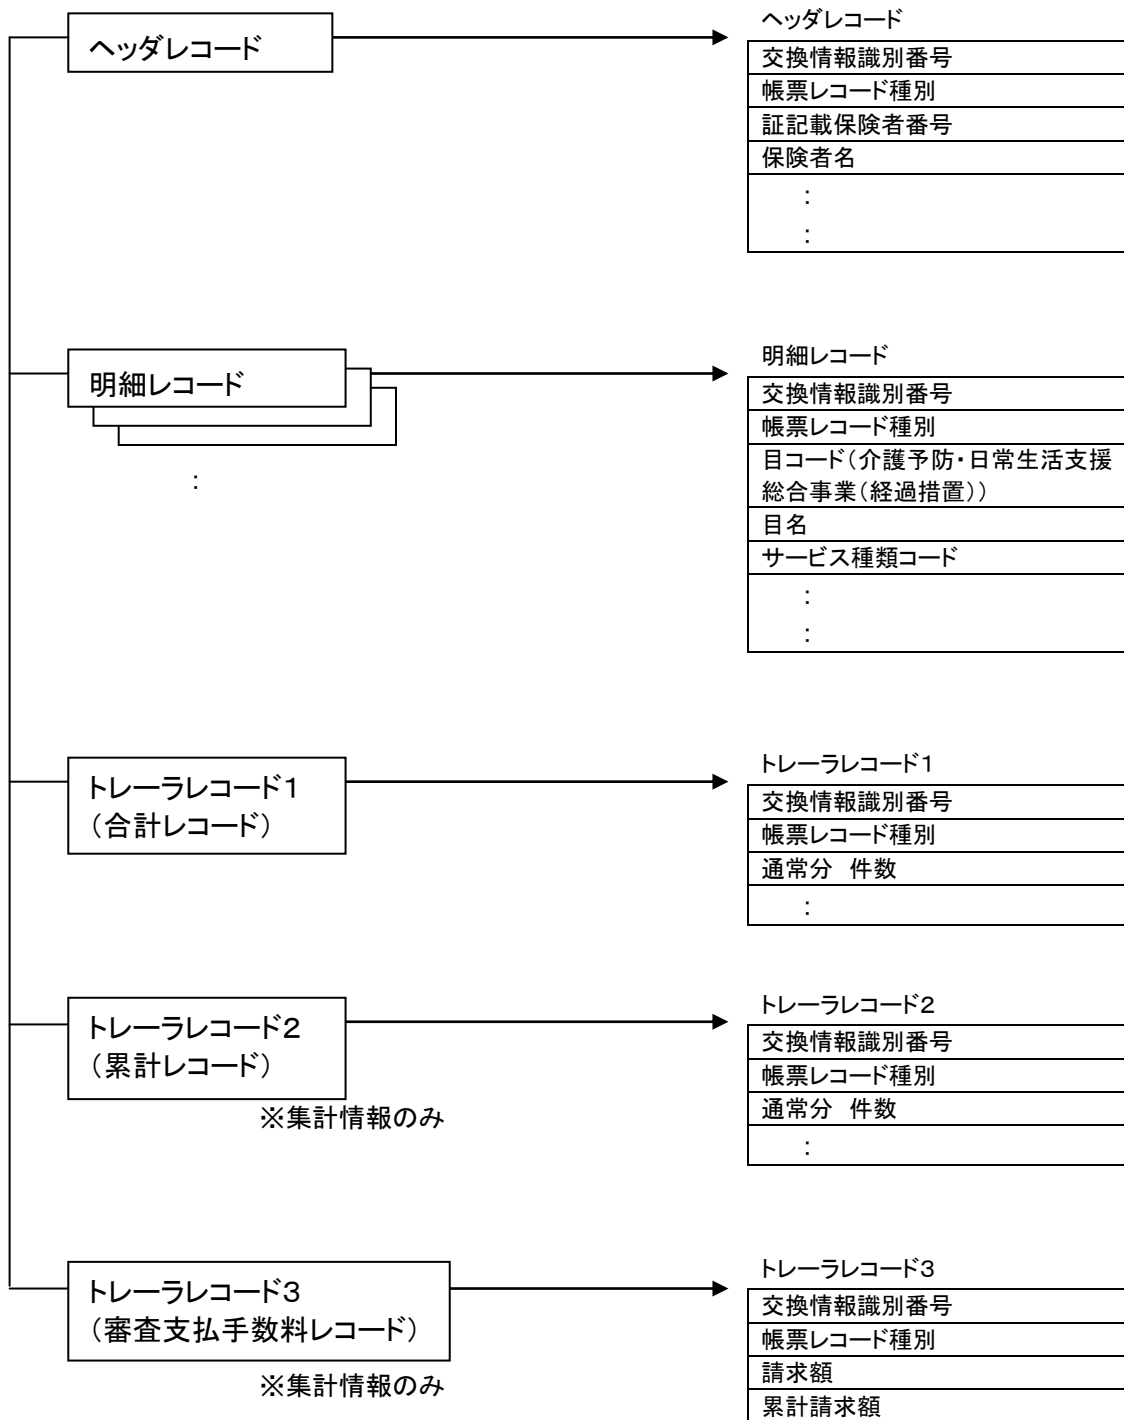 ヘッダレコード
ヘッダレコード
交換情報識別番号
帳票レコード種別
証記載保険者番号
保険者名
：
：
明細レコード
：
明細レコード
交換情報識別番号
帳票レコード種別
目コード（介護予防・日常生活支援
総合事業（経過措置））
目名
サービス種類コード
：
：
トレーラレコード１
（合計レコード）
トレーラレコード１
交換情報識別番号
帳票レコード種別
通常分　件数
：
トレーラレコード２
（累計レコード）
※集計情報のみ
トレーラレコード２
交換情報識別番号
帳票レコード種別
通常分　件数
：
トレーラレコード３
（審査支払手数料レコード）
※集計情報のみ
トレーラレコード３
交換情報識別番号
帳票レコード種別
請求額
累計請求額